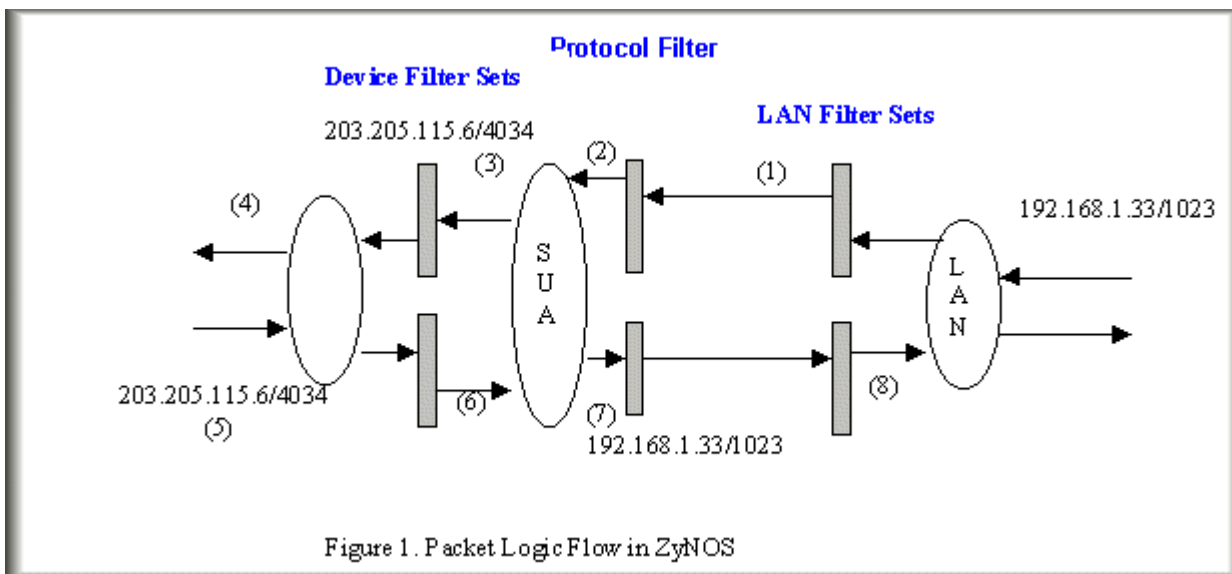 Protocol Filter
Device Filter Sets
LAN Filter Sets
203.205.115.6/4034
(3)
(2)
(1)
(4)
192.168.1.33/1023
S
U
A
L
A
N
203.205.115.6/4034
(5)
(6)
(7)
(8)
192.168.1.33/1023
Figure 1. Packet Logic Flow in ZyNOS